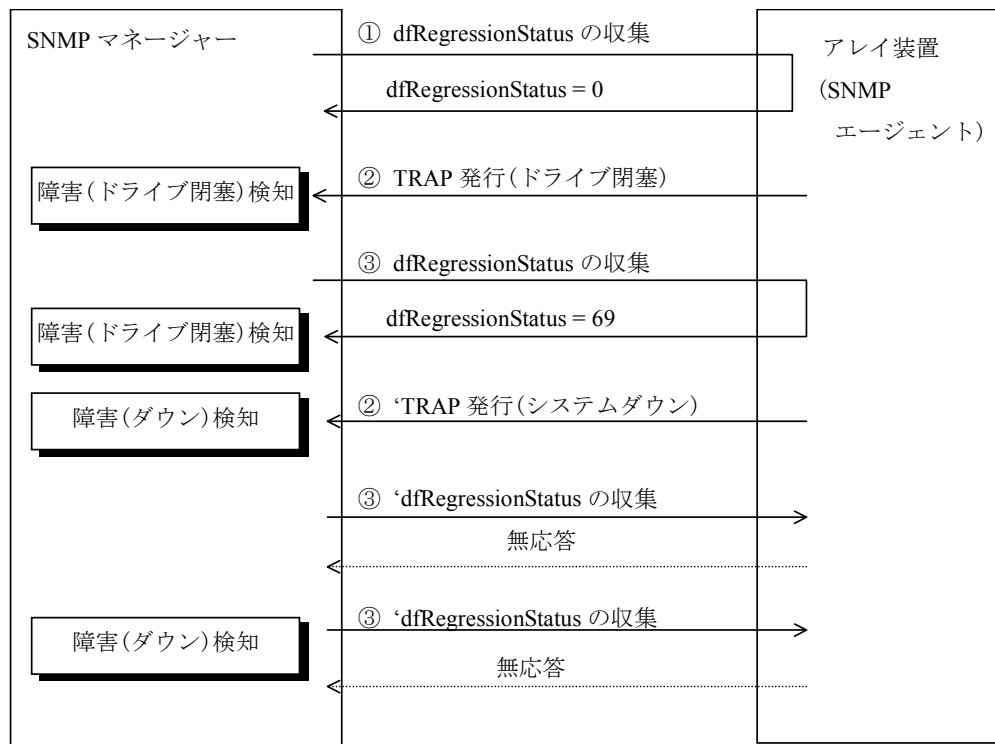 SNMP マネージャー
① dfRegressionStatus の収集
アレイ装置
(SNMP
エージェント)
dfRegressionStatus = 0
② TRAP 発行(ドライブ閉塞)
障害(ドライブ閉塞)検知
③ dfRegressionStatus の収集
dfRegressionStatus = 69
障害(ドライブ閉塞)検知
② ‘TRAP 発行(システムダウン)
障害(ダウン)検知
③ ‘dfRegressionStatus の収集
無応答
③ ‘dfRegressionStatus の収集
障害(ダウン)検知
無応答